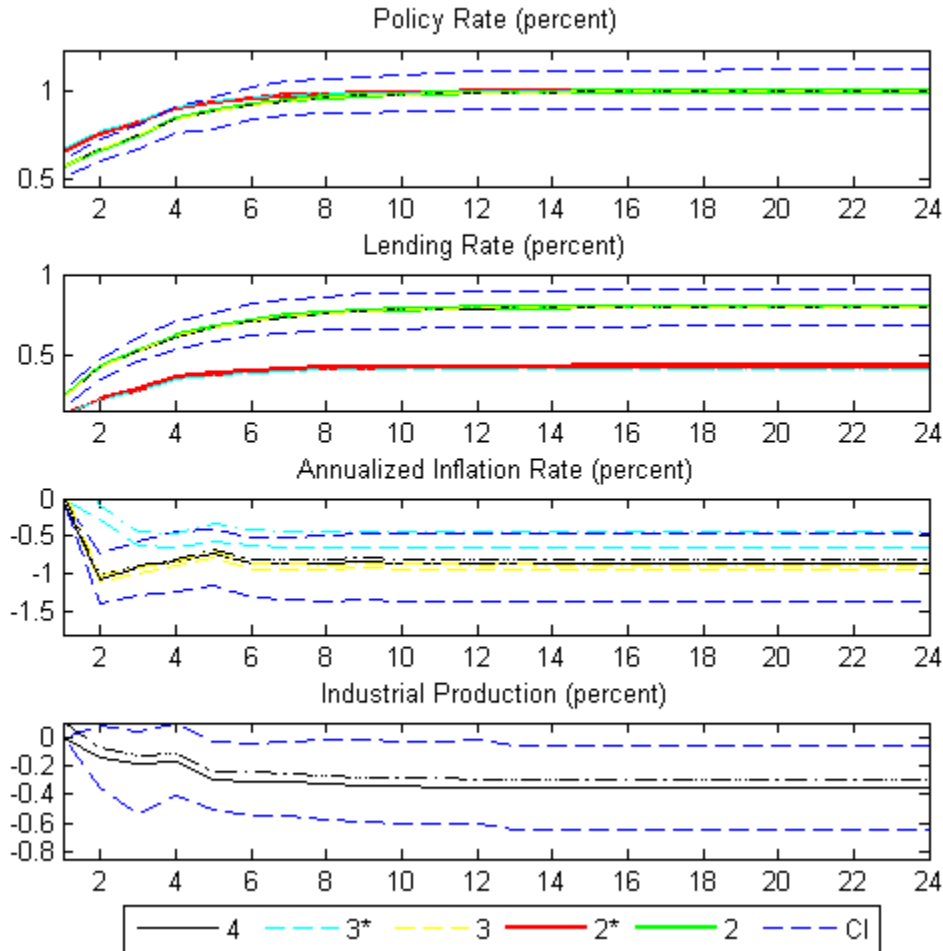 Policy Rate (percent)
1
0.5
2 4 6 8 10 12 14 16 18 20 22 24
Lending Rate (percent)
1
0.5
2 4 6 8 10 12 14 16 18 20 22 24
Annualized Inflation Rate (percent)
0
-0.5
-1
-1.5
2 4 6 8 10 12 14 16 18 20 22 24
Industrial Production (percent)
0
-0.2
-0.4
-0.6
-0.8
2 4 6 8 10 12 14 16 18 20 22 24
4 3* 3 2* 2 CI